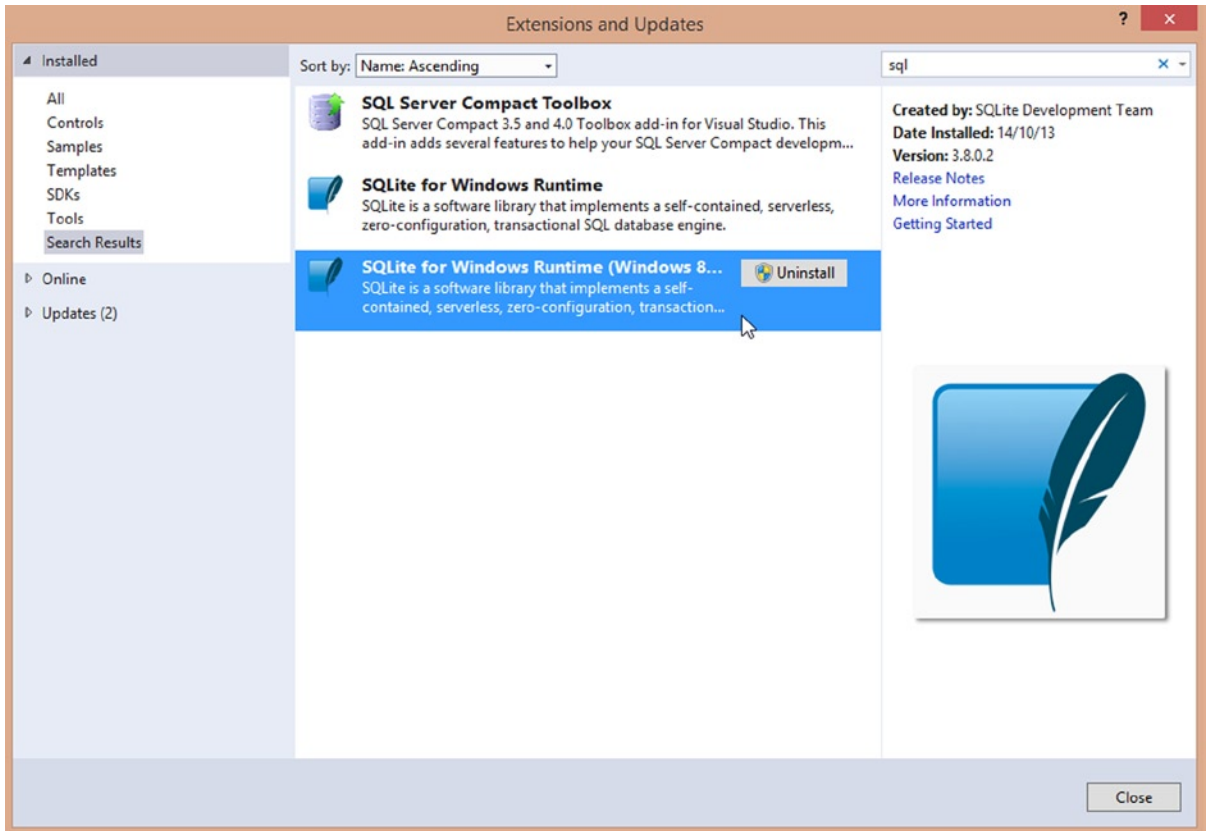 Extensions and Updates
?
Installed
All
Controls
Samples
Templates
SDKs
Tools
Search Results
Online
Updates (2)
Sort by: Name: Ascending
SQL Server Compact Toolbox
SQL Server Compact 3.5 and 4.0 Toolbox add-in for Visual Studio. This
add-in adds several features to help your SQL Server Compact developm...
SQLite for Windows Runtime
SQLite is a software library that implements a self-contained, serverless,
zero-configuration, transactional SQL database engine.
SQLite for Windows Runtime (Windows 8...
Uninstall
SQLite is a software library that implements a self-
contained, serverless, zero-configuration, transaction...
sql
Created by: SQLite Development Team
Date Installed: 14/10/13
Version: 3.8.0.2
Release Notes
More Information
Getting Started
Close